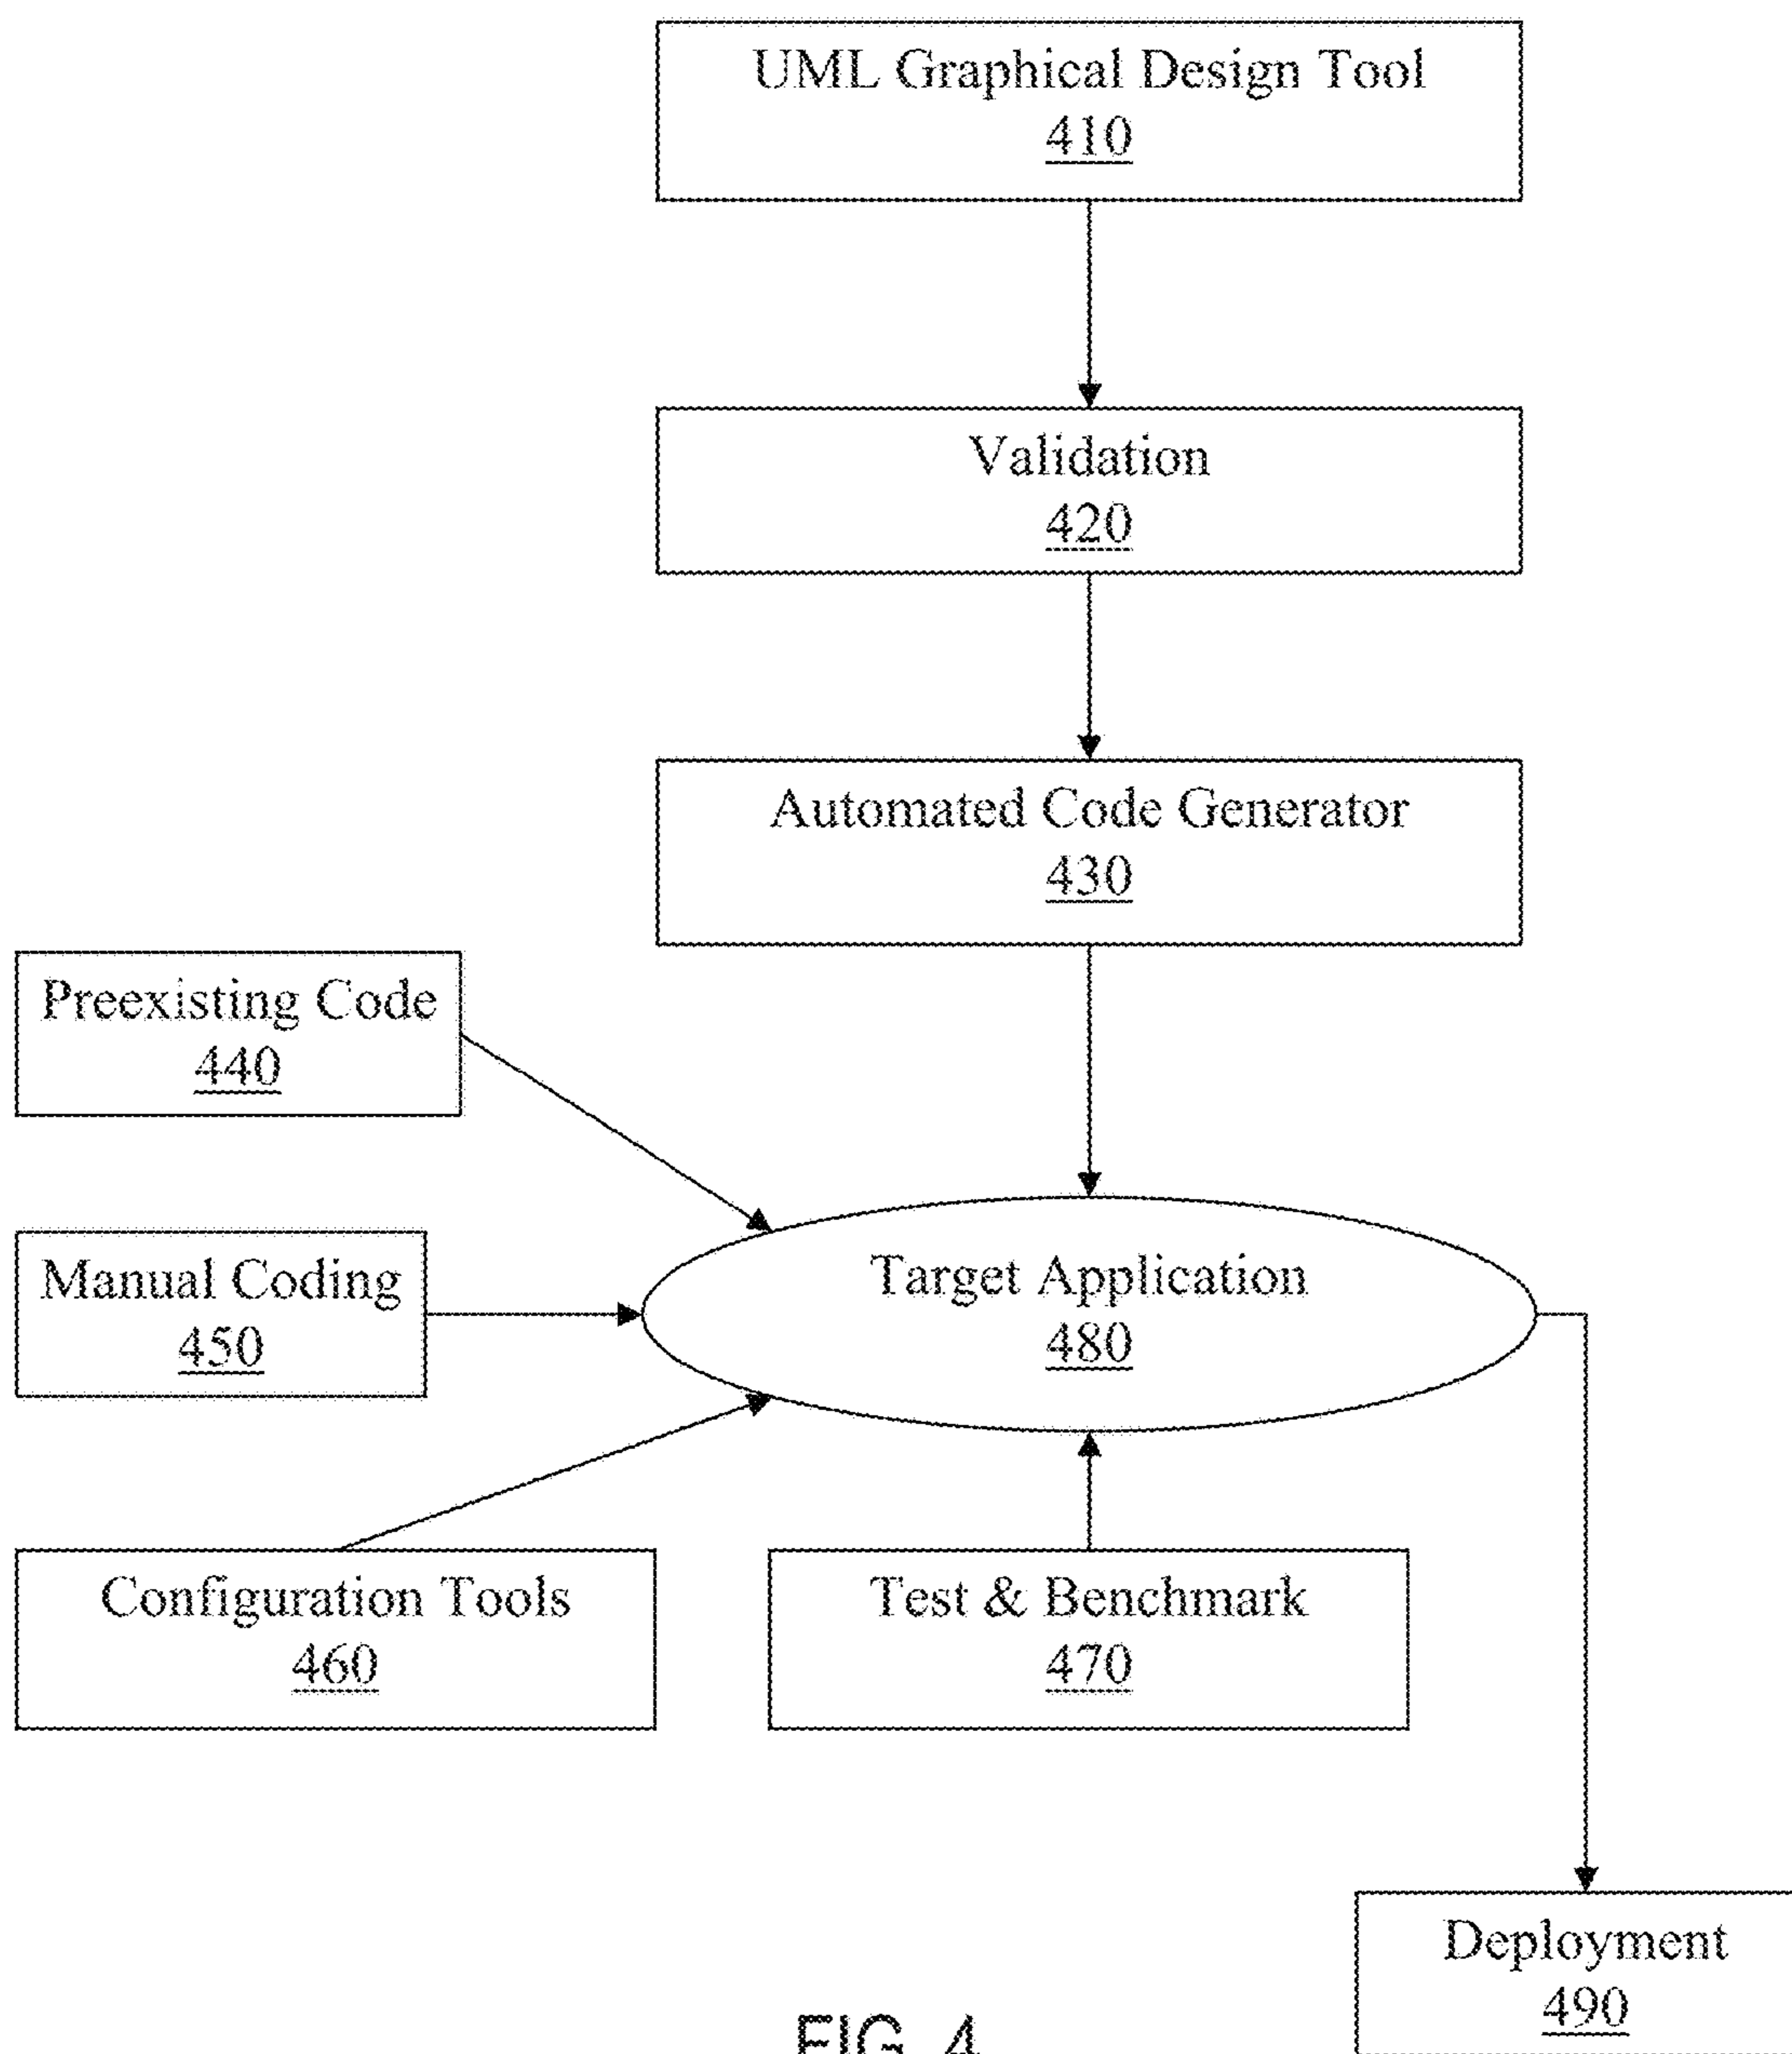 UML Graphical Design Tool
410
Validation
420
Automated Code Generator
430
Preexisting Code
440
Manual Coding
450
Target Application
480
Configuration Tools
460
Test & Benchmark
470
Deployment
490
FIG. 4